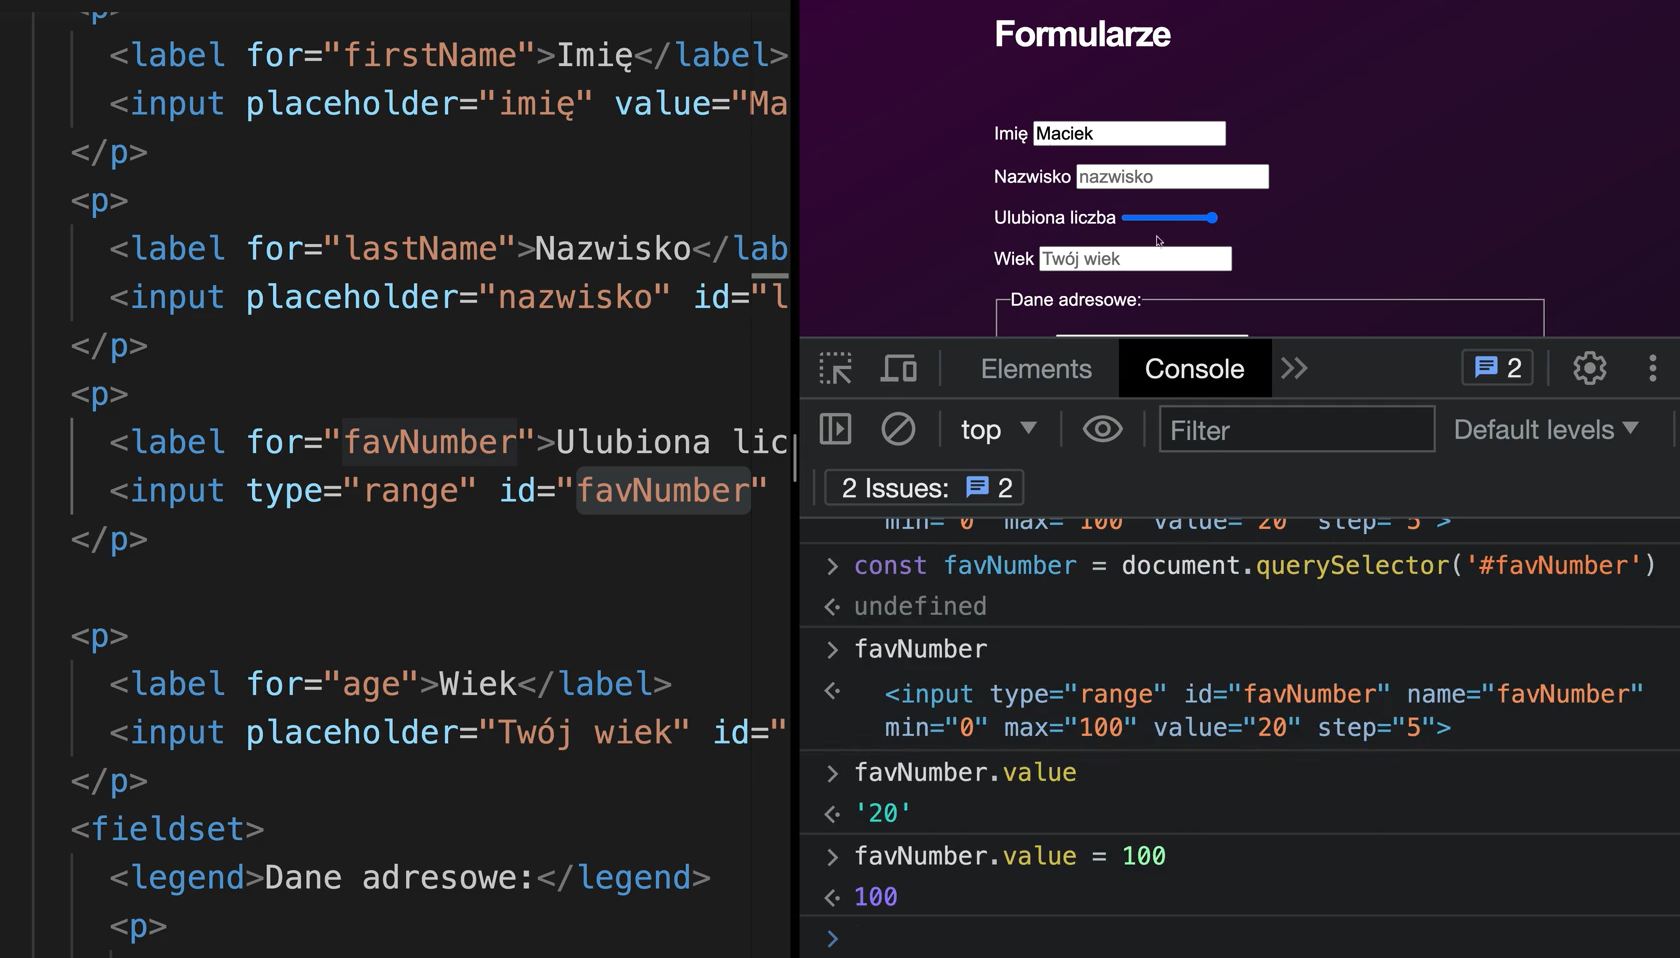 <p>
<label for="firstName">Imię</label>
<input placeholder="imię" value="Ma
</p>
<p>
<label for="lastName">Nazwisko</lab
<input placeholder="nazwisko" id="l
</p>
<p>
<label for="favNumber">Ulubiona lic
<input type="range" id="favNumber"
</p>
<p>
<label for="age">Wiek</label>
<input placeholder="Twój wiek" id="
</p>
<fieldset>
<legend>Dane adresowe:</legend>
<p>
Formularze
Imię Maciek
Nazwisko nazwisko
Ulubiona liczba
Wiek Twój wiek
Dane adresowe:
Elements Console 2
top Filter Default levels
2 Issues: 2
min="0" max="100" value="20" step="5">
const favNumber = document.querySelector('#favNumber')
undefined
favNumber
<input type="range" id="favNumber" name="favNumber"
min="0" max="100" value="20" step="5">
favNumber.value
'20'
favNumber.value = 100
100